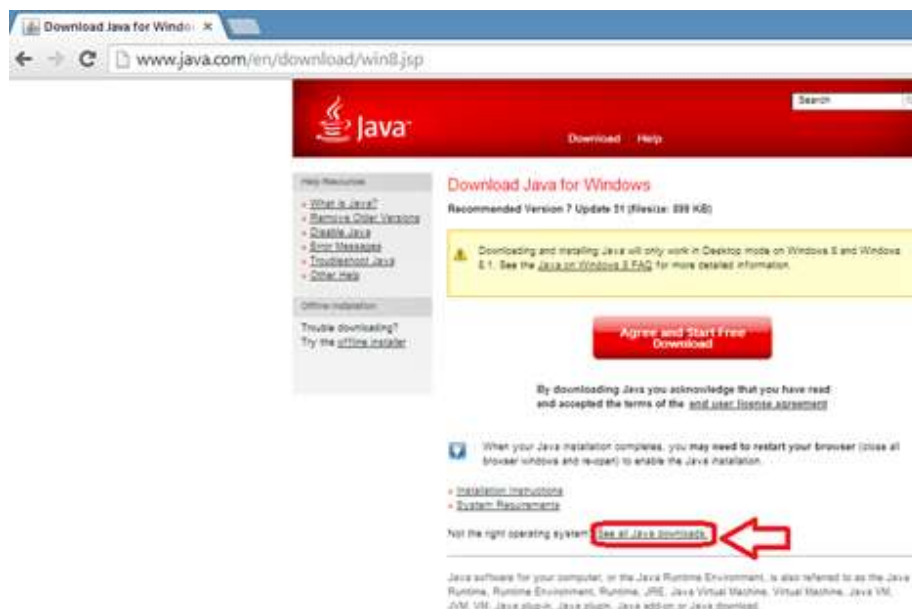 Download Java for Windo
www.java.com/en/download/win8.jsp
Search
Java
Download Help
Help Resources
» What is Java?
» Remove Older Versions
» Disable Java
» Error Messages
» Troubleshoot Java
» Other Help
Offline Installation
Trouble downloading?
Try the offline installer
Download Java for Windows
Recommended Version 7 Update 51 (filesize: 889 KB)
Downloading and installing Java will only work in Desktop mode on Windows 8 and Windows
8.1. See the Java on Windows 8 FAQ for more detailed information.
Agree and Start Free
Download
By downloading Java you acknowledge that you have read
and accepted the terms of the end user license agreement
When your Java installation completes, you may need to restart your browser (close all
browser windows and re-open) to enable the Java installation.
» Installation Instructions
» System Requirements
Not the right operating system? See all Java downloads.
Java software for your computer, or the Java Runtime Environment, is also referred to as the Java
Runtime, Runtime Environment, Runtime, JRE, Java Virtual Machine, Virtual Machine, Java VM,
JVM, VM, Java plug-in, Java plugin, Java add-on or Java download.